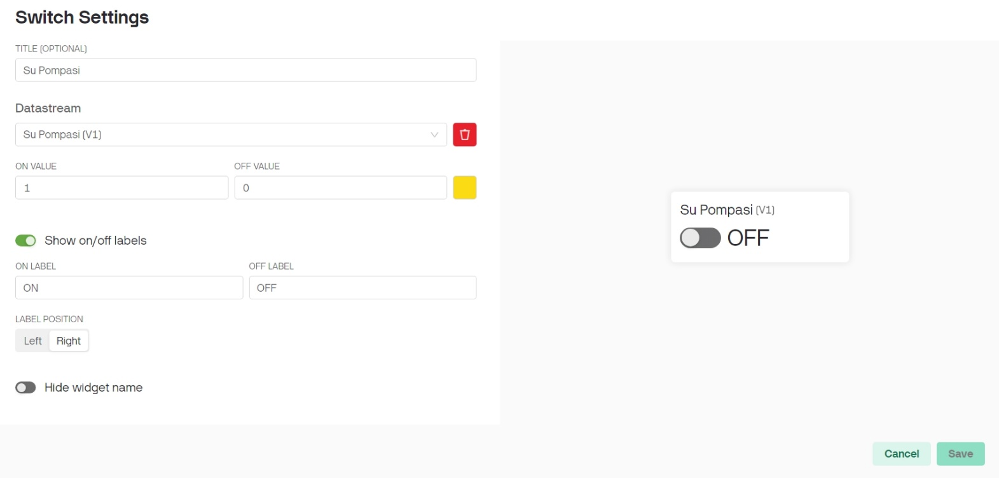 Switch Settings
TITLE (OPTIONAL)
Su Pompasi
Datastream
Su Pompasi (V1)
ON VALUE
OFF VALUE
1
0
Show on/off labels
ON LABEL
OFF LABEL
ON
OFF
LABEL POSITION
Left
Right
Hide widget name
Su Pompasi (V1)
OFF
Cancel
Save